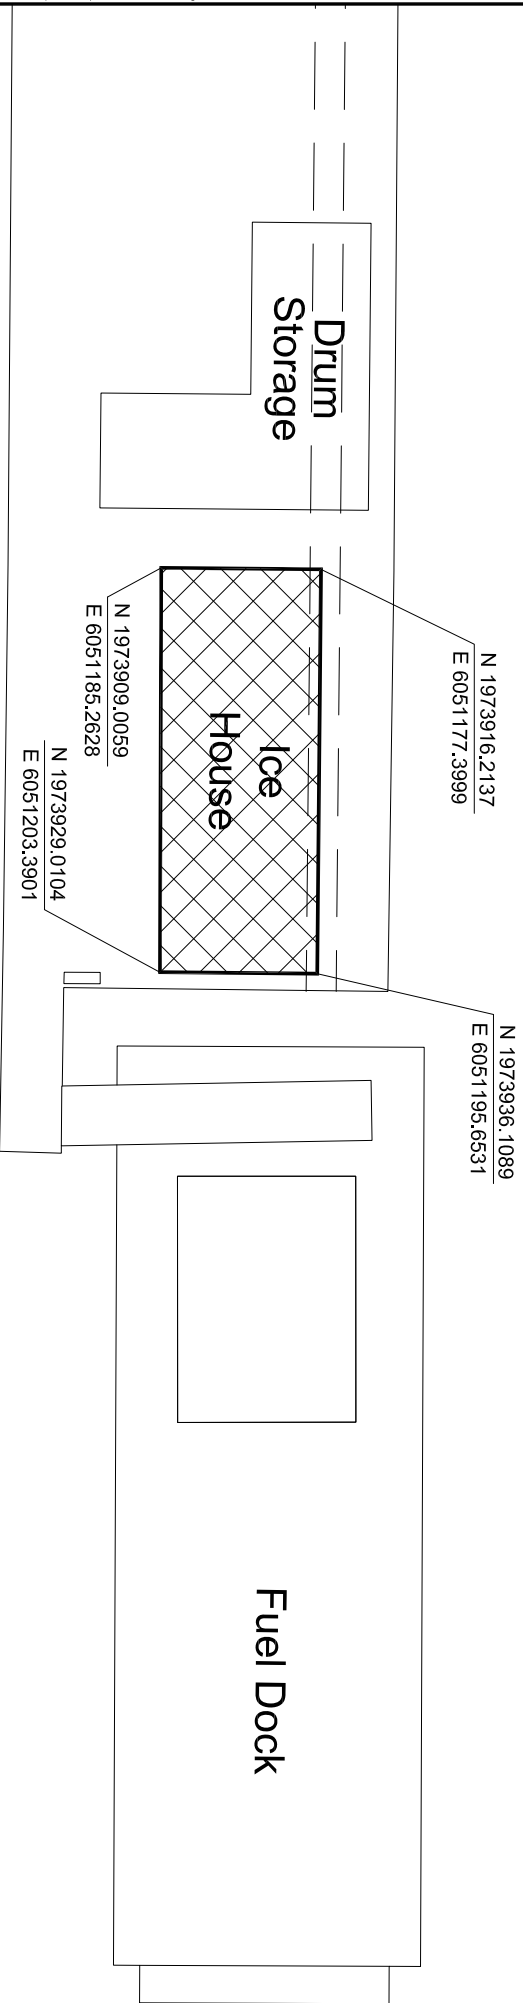 Drum
Storage
N 1973916.2137
E 6051177.3999
N 1973909.0059
E 6051185.2628
Ice
House
N 1973929.0104
E 6051203.3901
N 1973936.1089
E 6051195.6531
Fuel Dock